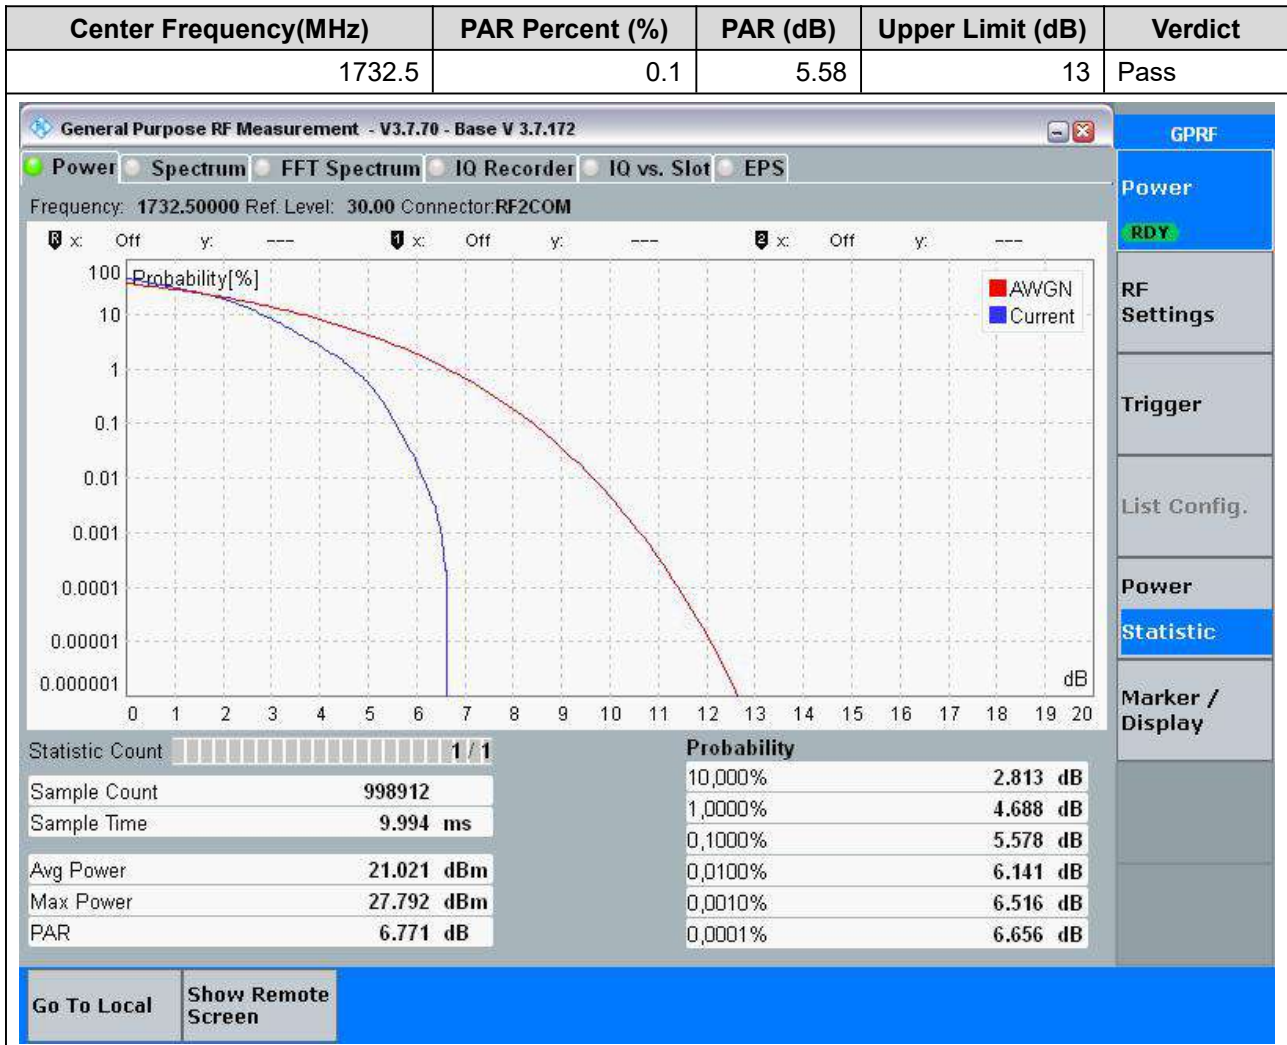 Center Frequency(MHz) PAR Percent (%) PAR (dB) Upper Limit (dB) Verdict
1732.5 0.1 5.58 13 Pass
General Purpose RF Measurement - V3.7.70 - Base V 3.7.172
GPRF
Power Spectrum FFT Spectrum IQ Recorder IQ vs. Slot EPS
Frequency: 1732.50000 Ref. Level: 30.00 Connector:RF2COM
R x: Off y: --- 1 x: Off y: --- 2 x: Off y: ---
Probability[%]
100
10
1
0.1
0.01
0.001
0.0001
0.00001
0.000001
AWGN
Current
dB
0 1 2 3 4 5 6 7 8 9 10 11 12 13 14 15 16 17 18 19 20
Statistic Count 1 / 1
Sample Count 998912
Sample Time 9.994 ms
Avg Power 21.021 dBm
Max Power 27.792 dBm
PAR 6.771 dB
Probability
10,000% 2.813 dB
1,0000% 4.688 dB
0,1000% 5.578 dB
0,0100% 6.141 dB
0,0010% 6.516 dB
0,0001% 6.656 dB
Power
RDY
RF
Settings
Trigger
List Config.
Power
Statistic
Marker /
Display
Go To Local
Show Remote
Screen